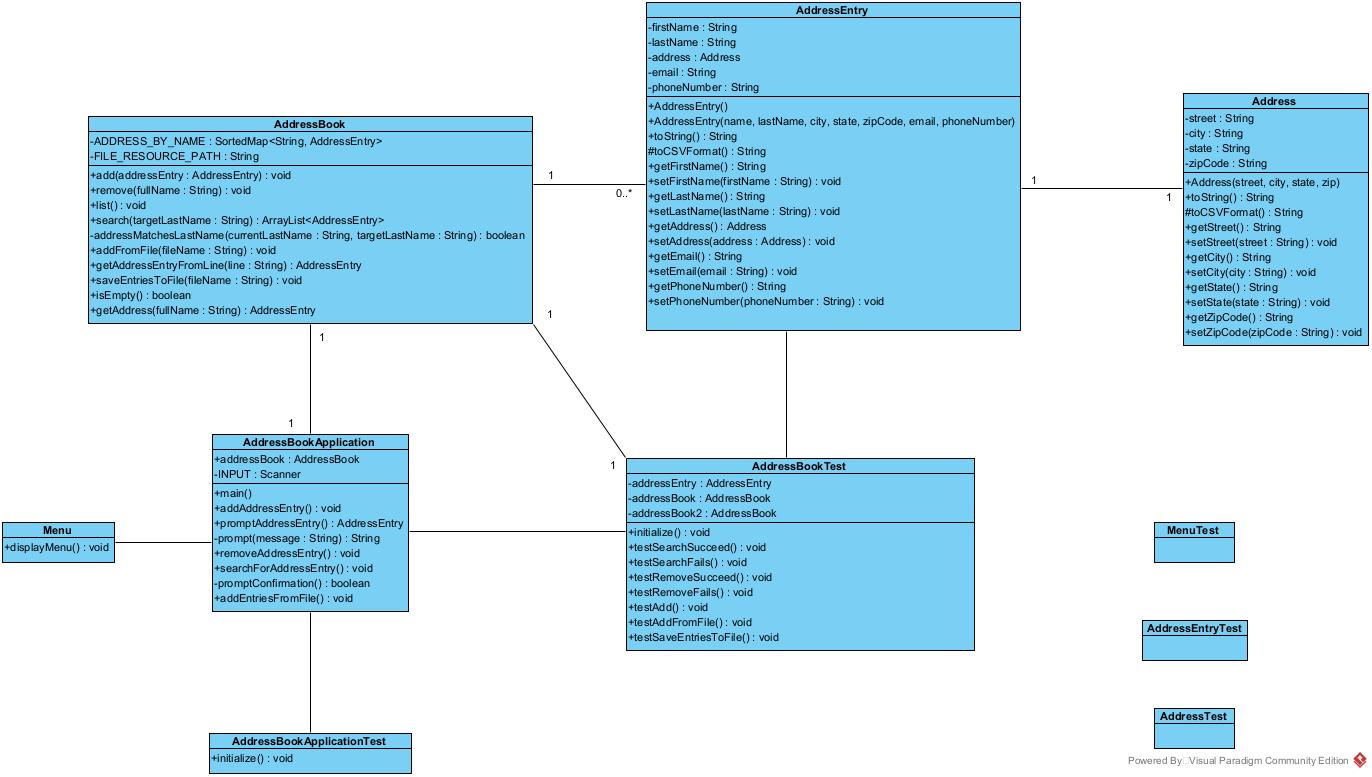 AddressEntry
-firstName : String
-lastName : String
-address : Address
-email : String
-phoneNumber : String
+AddressEntry()
+AddressEntry(name, lastName, city, state, zipCode, email, phoneNumber)
+toString() : String
#toCSVFormat() : String
+getFirstName() : String
+setFirstName(firstName : String) : void
+getLastName() : String
+setLastName(lastName : String) : void
+getAddress() : Address
+setAddress(address : Address) : void
+getEmail() : String
+setEmail(email : String) : void
+getPhoneNumber() : String
+setPhoneNumber(phoneNumber : String) : void
Address
-street : String
-city : String
-state : String
-zipCode : String
+Address(street, city, state, zip)
+toString() : String
#toCSVFormat() : String
+getStreet() : String
+setStreet(street : String) : void
+getCity() : String
+setCity(city : String) : void
+getState() : String
+setState(state : String) : void
+getZipCode() : String
+setZipCode(zipCode : String) : void
AddressBook
-ADDRESS_BY_NAME : SortedMap<String, AddressEntry>
-FILE_RESOURCE_PATH : String
+add(addressEntry : AddressEntry) : void
+remove(fullName : String) : void
+list() : void
+search(targetLastName : String) : ArrayList<AddressEntry>
-addressMatchesLastName(currentLastName : String, targetLastName : String) : boolean
+addFromFile(fileName : String) : void
+getAddressEntryFromLine(line : String) : AddressEntry
+saveEntriesToFile(fileName : String) : void
+isEmpty() : boolean
+getAddress(fullName : String) : AddressEntry
1
0..*
1
1
1
1
1
1
AddressBookApplication
+addressBook : AddressBook
-INPUT : Scanner
+main()
+addAddressEntry() : void
+promptAddressEntry() : AddressEntry
-prompt(message : String) : String
+removeAddressEntry() : void
+searchForAddressEntry() : void
-promptConfirmation() : boolean
+addEntriesFromFile() : void
AddressBookTest
-addressEntry : AddressEntry
-addressBook : AddressBook
-addressBook2 : AddressBook
+initialize() : void
+testSearchSucceed() : void
+testSearchFails() : void
+testRemoveSucceed() : void
+testRemoveFails() : void
+testAdd() : void
+testAddFromFile() : void
+testSaveEntriesToFile() : void
Menu
+displayMenu() : void
MenuTest
AddressEntryTest
AddressTest
AddressBookApplicationTest
+initialize() : void
Powered By Visual Paradigm Community Edition